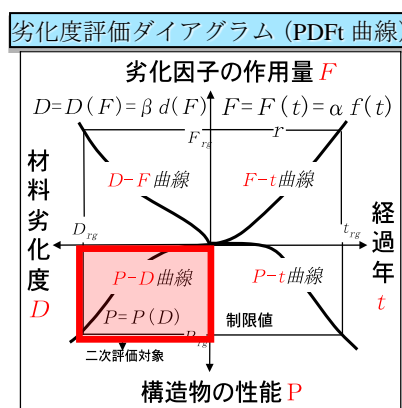 劣化度評価ダイアグラム (PDFt 曲線)
劣化因子の作用量 F
D=D(F)=β d(F) F=F(t)=α f(t)
F_rg r
材料劣化度 D
D-F曲線 F-t曲線
経過年 t
D_rg t_rg
P-D曲線 P-t曲線
P=P(D) 制限値
二次評価対象
構造物の性能 P